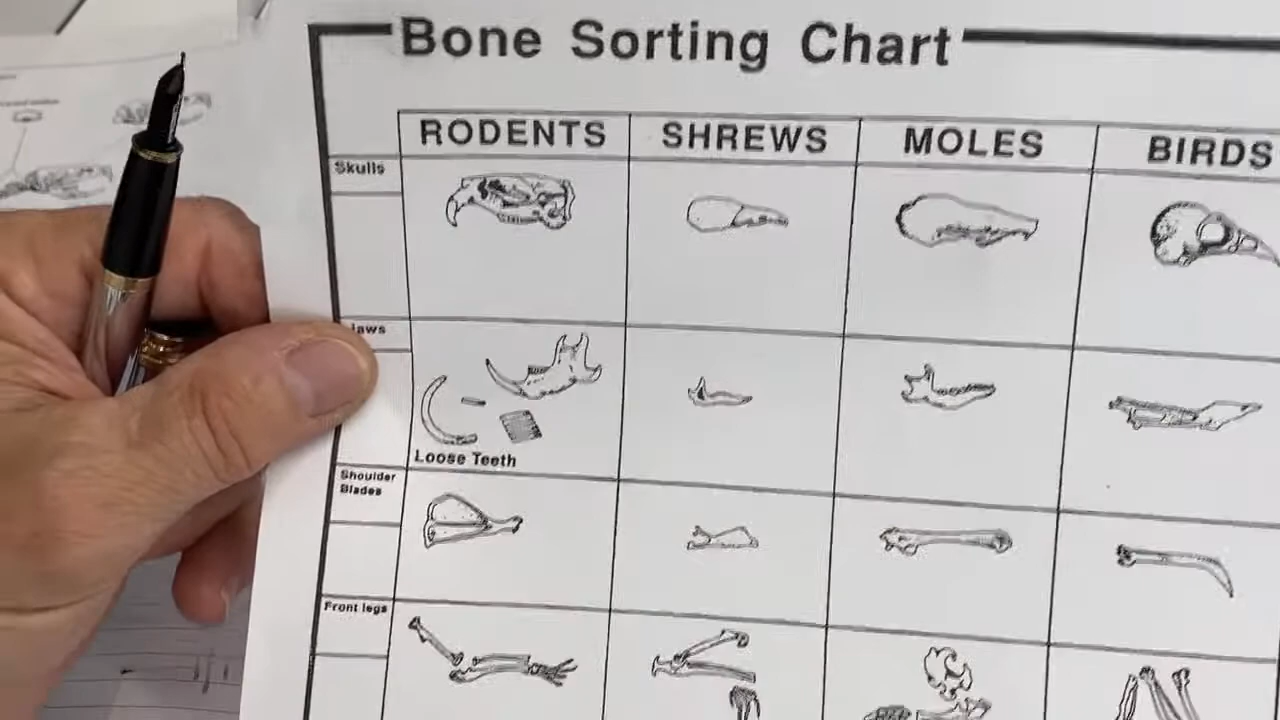 Bone Sorting Chart
RODENTS SHREWS MOLES BIRDS
Skulls
Jaws
Loose Teeth
Shoulder
Blades
Front legs